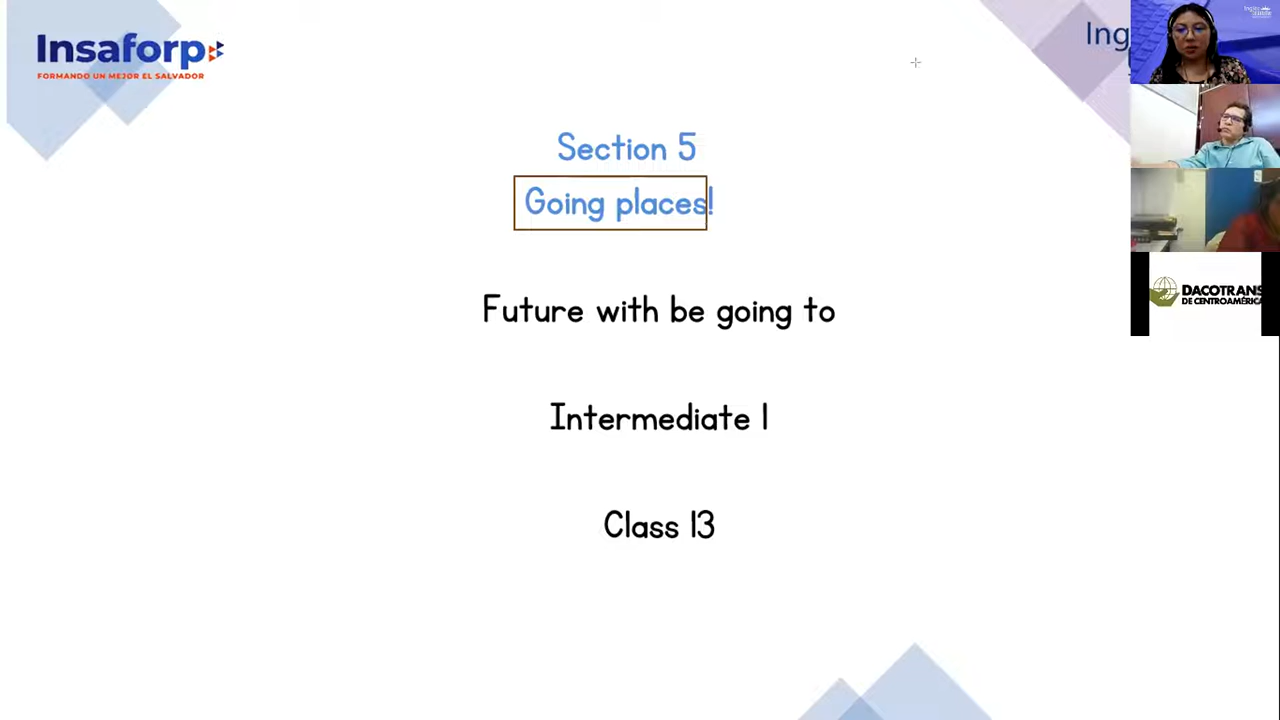 Insaforp
FORMANDO UN MEJOR EL SALVADOR
Ing
Section 5
Going places!
Future with be going to
Intermediate 1
Class 13
DACOTRANS
DE CENTROAMÉRICA